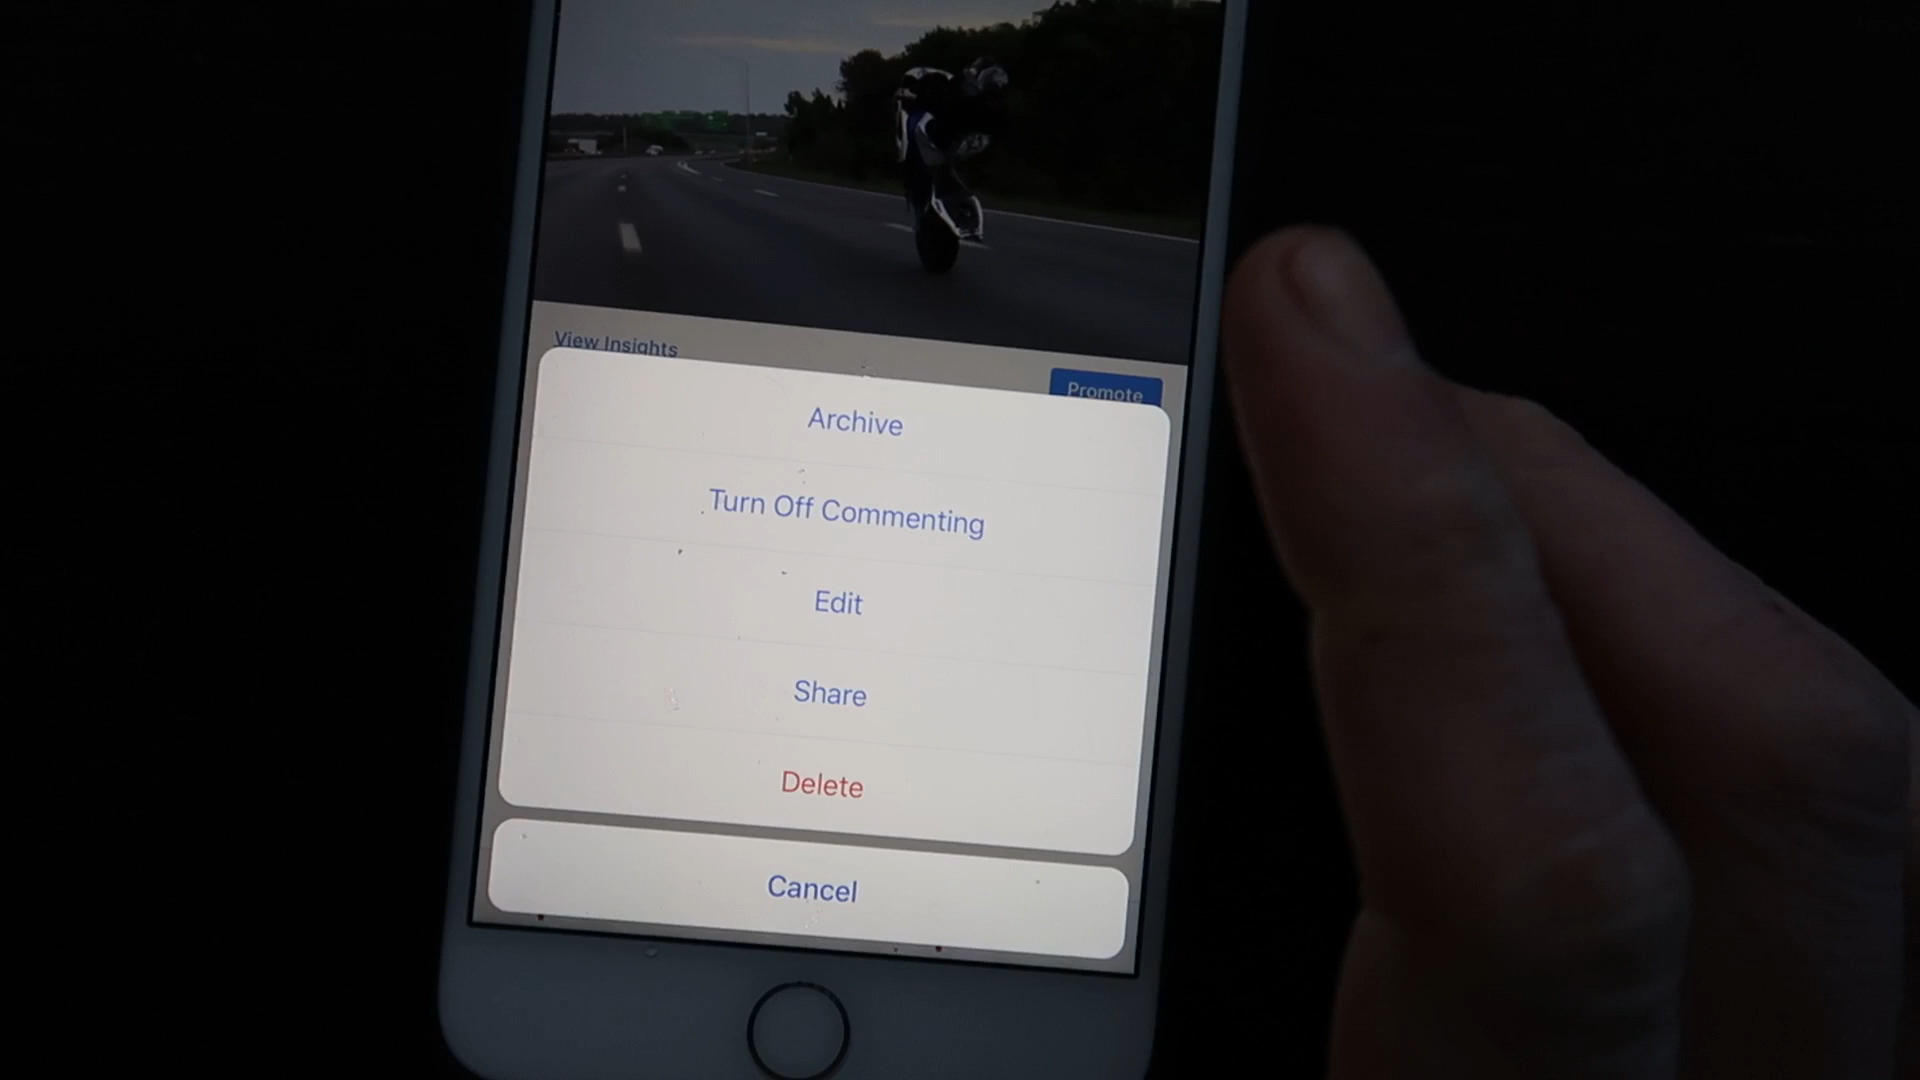 View Insights
Promote
Archive
Turn Off Commenting
Edit
Share
Delete
Cancel